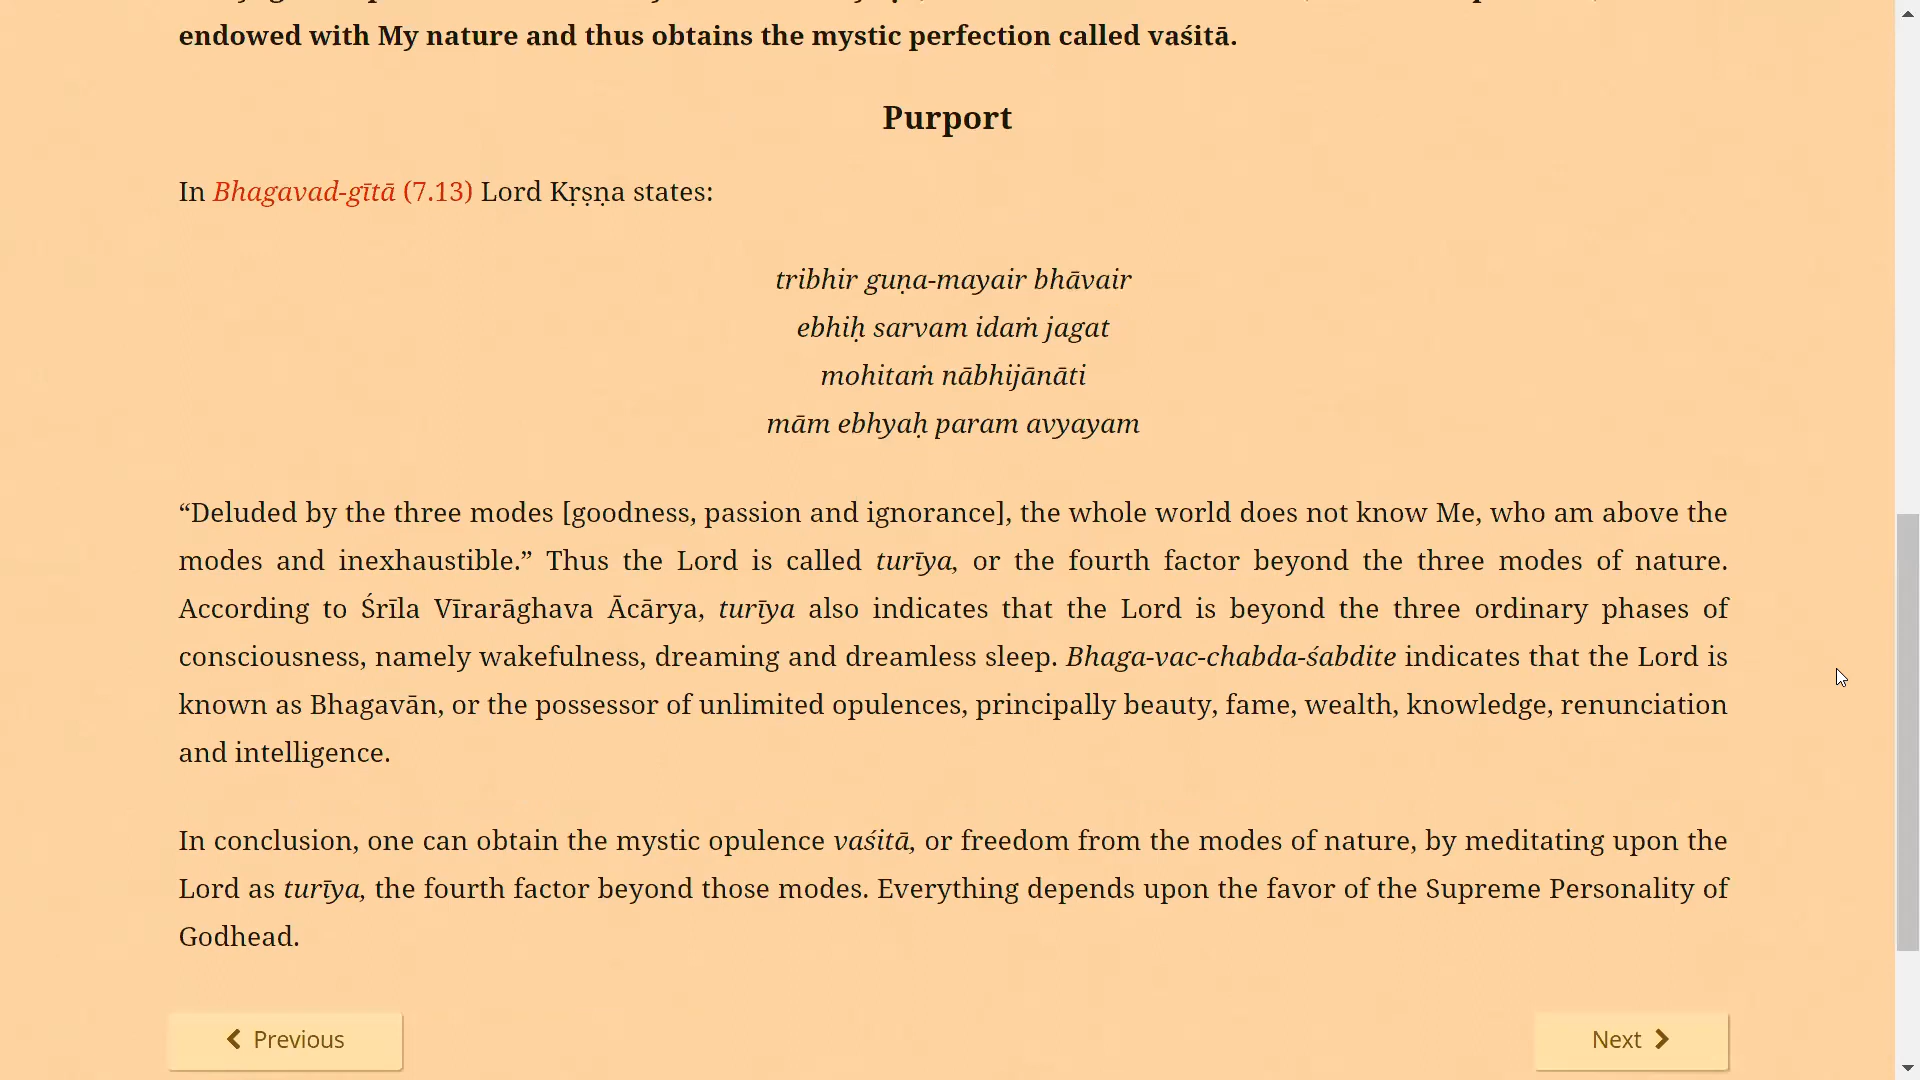 endowed with My nature and thus obtains the mystic perfection called vaśitā.
Purport
In Bhagavad-gītā (7.13) Lord Kṛṣṇa states:
tribhir guṇa-mayair bhāvair
ebhiḥ sarvam idaṁ jagat
mohitaṁ nābhijānāti
mām ebhyaḥ param avyayam
“Deluded by the three modes [goodness, passion and ignorance], the whole world does not know Me, who am above the
modes and inexhaustible.” Thus the Lord is called turīya, or the fourth factor beyond the three modes of nature.
According to Śrīla Vīrarāghava Ācārya, turīya also indicates that the Lord is beyond the three ordinary phases of
consciousness, namely wakefulness, dreaming and dreamless sleep. Bhaga-vac-chabda-śabdite indicates that the Lord is
known as Bhagavān, or the possessor of unlimited opulences, principally beauty, fame, wealth, knowledge, renunciation
and intelligence.
In conclusion, one can obtain the mystic opulence vaśitā, or freedom from the modes of nature, by meditating upon the
Lord as turīya, the fourth factor beyond those modes. Everything depends upon the favor of the Supreme Personality of
Godhead.
Previous
Next